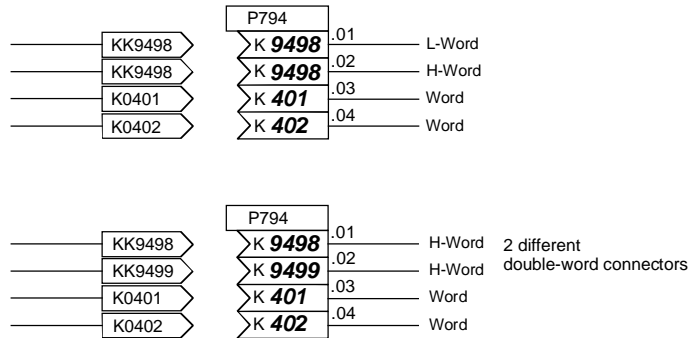 P794
KK9498 K 9498 .01 L-Word
KK9498 K 9498 .02 H-Word
K0401 K 401 .03 Word
K0402 K 402 .04 Word
P794
KK9498 K 9498 .01 H-Word 2 different
KK9499 K 9499 .02 H-Word double-word connectors
K0401 K 401 .03 Word
K0402 K 402 .04 Word